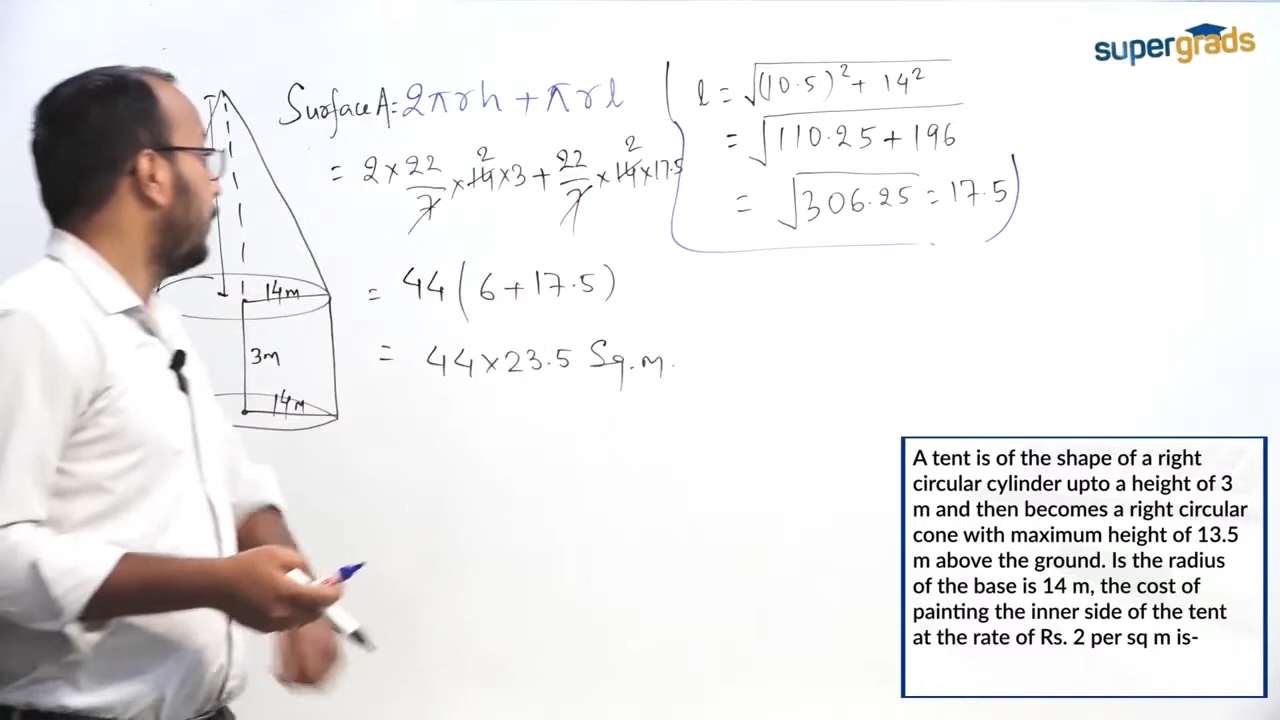 supergrads
Surface A: 2πrh + πrl
= 2 × 22/7 × 14 2 × 3 + 22/7 × 14 2 × 17.5
= 44 (6 + 17.5)
= 44 × 23.5 Sq. m.
l = √(10.5)² + 14²
= √110.25 + 196
= √306.25 = 17.5
14m
3m
14m
A tent is of the shape of a right
circular cylinder upto a height of 3
m and then becomes a right circular
cone with maximum height of 13.5
m above the ground. Is the radius
of the base is 14 m, the cost of
painting the inner side of the tent
at the rate of Rs. 2 per sq m is-